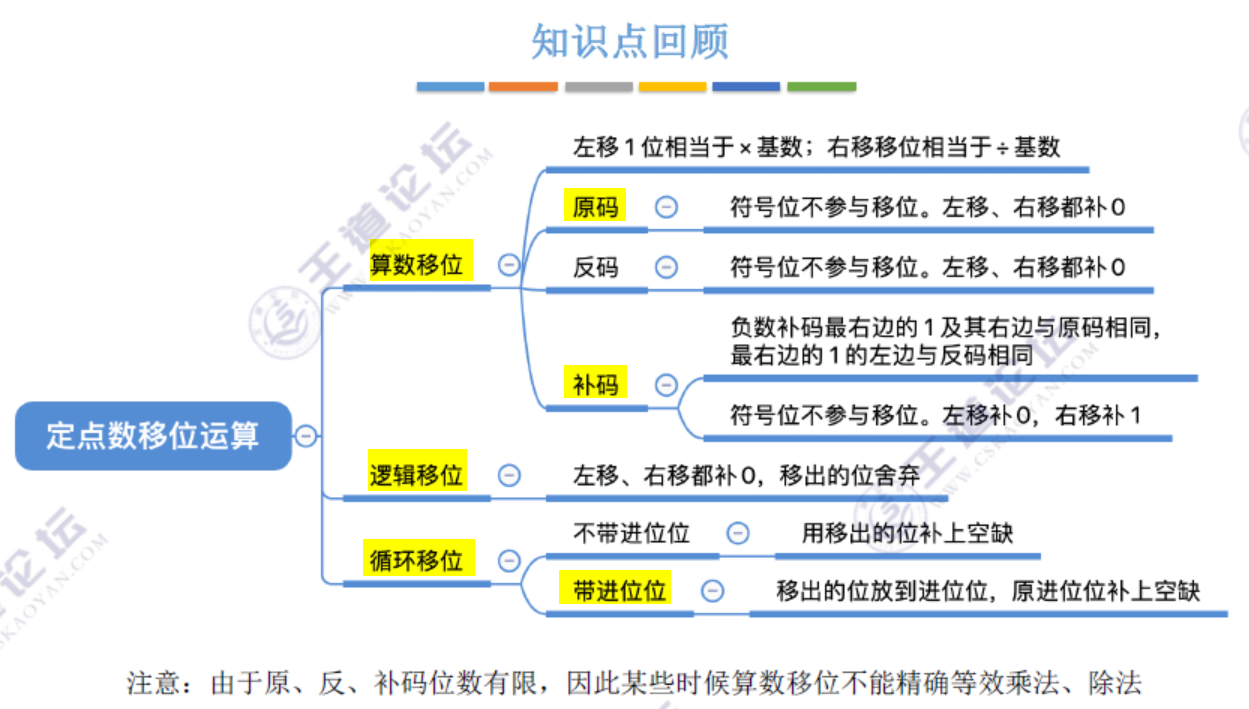 知识点回顾
左移1位相当于×基数；右移移位相当于÷基数
原码
符号位不参与移位。左移、右移都补0
算数移位
反码
符号位不参与移位。左移、右移都补0
负数补码最右边的1及其右边与原码相同，
最右边的1的左边与反码相同
补码
符号位不参与移位。左移补0，右移补1
定点数移位运算
逻辑移位
左移、右移都补0，移出的位舍弃
不带进位位
用移出的位补上空缺
循环移位
带进位位
移出的位放到进位位，原进位位补上空缺
注意：由于原、反、补码位数有限，因此某些时候算数移位不能精确等效乘法、除法
王道论坛
WWW.CSKAOYAN.COM
王道论坛
WWW.CSKAOYAN.COM
论坛
SKAOYAN.COM